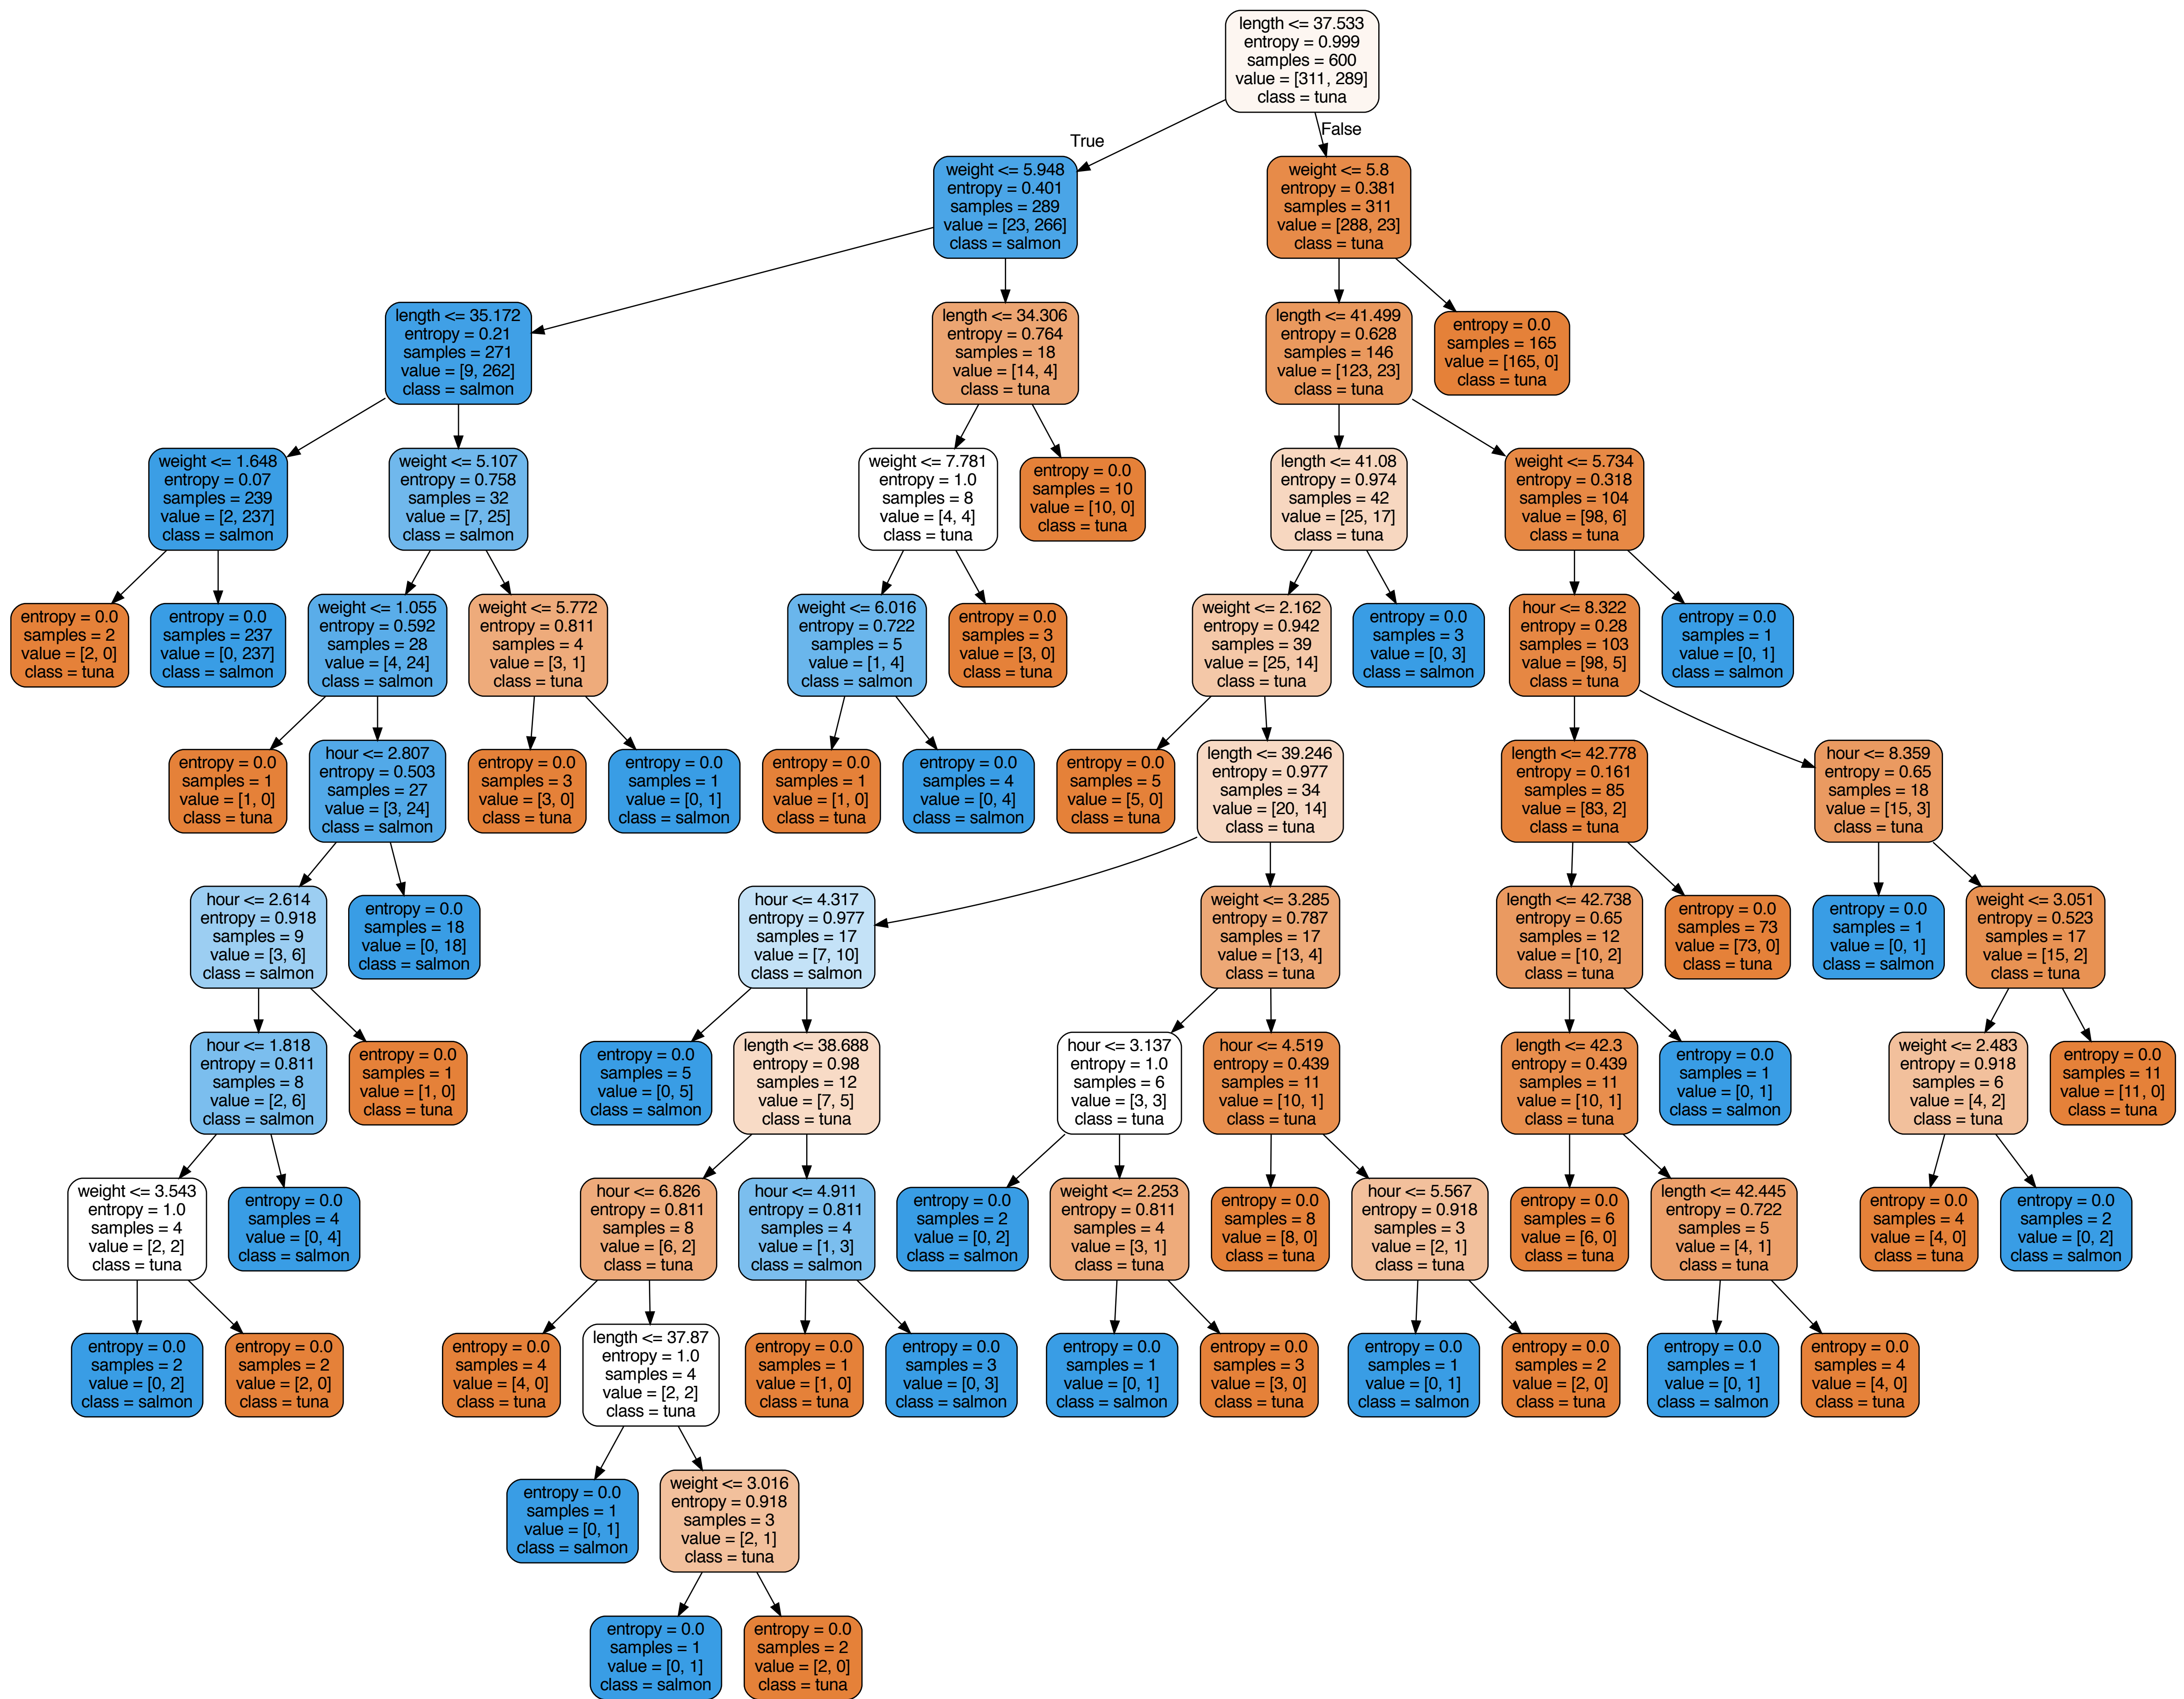 length <= 37.533
entropy = 0.999
samples = 600
value = [311, 289]
class = tuna
True
False
weight <= 5.948
entropy = 0.401
samples = 289
value = [23, 266]
class = salmon
weight <= 5.8
entropy = 0.381
samples = 311
value = [288, 23]
class = tuna
length <= 35.172
entropy = 0.21
samples = 271
value = [9, 262]
class = salmon
length <= 34.306
entropy = 0.764
samples = 18
value = [14, 4]
class = tuna
length <= 41.499
entropy = 0.628
samples = 146
value = [123, 23]
class = tuna
entropy = 0.0
samples = 165
value = [165, 0]
class = tuna
weight <= 1.648
entropy = 0.07
samples = 239
value = [2, 237]
class = salmon
weight <= 5.107
entropy = 0.758
samples = 32
value = [7, 25]
class = salmon
weight <= 7.781
entropy = 1.0
samples = 8
value = [4, 4]
class = tuna
entropy = 0.0
samples = 10
value = [10, 0]
class = tuna
length <= 41.08
entropy = 0.974
samples = 42
value = [25, 17]
class = tuna
weight <= 5.734
entropy = 0.318
samples = 104
value = [98, 6]
class = tuna
entropy = 0.0
samples = 2
value = [2, 0]
class = tuna
entropy = 0.0
samples = 237
value = [0, 237]
class = salmon
weight <= 1.055
entropy = 0.592
samples = 28
value = [4, 24]
class = salmon
weight <= 5.772
entropy = 0.811
samples = 4
value = [3, 1]
class = tuna
weight <= 6.016
entropy = 0.722
samples = 5
value = [1, 4]
class = salmon
entropy = 0.0
samples = 3
value = [3, 0]
class = tuna
weight <= 2.162
entropy = 0.942
samples = 39
value = [25, 14]
class = tuna
entropy = 0.0
samples = 3
value = [0, 3]
class = salmon
hour <= 8.322
entropy = 0.28
samples = 103
value = [98, 5]
class = tuna
entropy = 0.0
samples = 1
value = [0, 1]
class = salmon
entropy = 0.0
samples = 1
value = [1, 0]
class = tuna
hour <= 2.807
entropy = 0.503
samples = 27
value = [3, 24]
class = salmon
entropy = 0.0
samples = 3
value = [3, 0]
class = tuna
entropy = 0.0
samples = 1
value = [0, 1]
class = salmon
entropy = 0.0
samples = 1
value = [1, 0]
class = tuna
entropy = 0.0
samples = 4
value = [0, 4]
class = salmon
entropy = 0.0
samples = 5
value = [5, 0]
class = tuna
length <= 39.246
entropy = 0.977
samples = 34
value = [20, 14]
class = tuna
length <= 42.778
entropy = 0.161
samples = 85
value = [83, 2]
class = tuna
hour <= 8.359
entropy = 0.65
samples = 18
value = [15, 3]
class = tuna
hour <= 2.614
entropy = 0.918
samples = 9
value = [3, 6]
class = salmon
entropy = 0.0
samples = 18
value = [0, 18]
class = salmon
hour <= 4.317
entropy = 0.977
samples = 17
value = [7, 10]
class = salmon
weight <= 3.285
entropy = 0.787
samples = 17
value = [13, 4]
class = tuna
length <= 42.738
entropy = 0.65
samples = 12
value = [10, 2]
class = tuna
entropy = 0.0
samples = 73
value = [73, 0]
class = tuna
entropy = 0.0
samples = 1
value = [0, 1]
class = salmon
weight <= 3.051
entropy = 0.523
samples = 17
value = [15, 2]
class = tuna
hour <= 1.818
entropy = 0.811
samples = 8
value = [2, 6]
class = salmon
entropy = 0.0
samples = 1
value = [1, 0]
class = tuna
entropy = 0.0
samples = 5
value = [0, 5]
class = salmon
length <= 38.688
entropy = 0.98
samples = 12
value = [7, 5]
class = tuna
hour <= 3.137
entropy = 1.0
samples = 6
value = [3, 3]
class = tuna
hour <= 4.519
entropy = 0.439
samples = 11
value = [10, 1]
class = tuna
length <= 42.3
entropy = 0.439
samples = 11
value = [10, 1]
class = tuna
entropy = 0.0
samples = 1
value = [0, 1]
class = salmon
weight <= 2.483
entropy = 0.918
samples = 6
value = [4, 2]
class = tuna
entropy = 0.0
samples = 11
value = [11, 0]
class = tuna
weight <= 3.543
entropy = 1.0
samples = 4
value = [2, 2]
class = tuna
entropy = 0.0
samples = 4
value = [0, 4]
class = salmon
hour <= 6.826
entropy = 0.811
samples = 8
value = [6, 2]
class = tuna
hour <= 4.911
entropy = 0.811
samples = 4
value = [1, 3]
class = salmon
entropy = 0.0
samples = 2
value = [0, 2]
class = salmon
weight <= 2.253
entropy = 0.811
samples = 4
value = [3, 1]
class = tuna
entropy = 0.0
samples = 8
value = [8, 0]
class = tuna
hour <= 5.567
entropy = 0.918
samples = 3
value = [2, 1]
class = tuna
entropy = 0.0
samples = 6
value = [6, 0]
class = tuna
length <= 42.445
entropy = 0.722
samples = 5
value = [4, 1]
class = tuna
entropy = 0.0
samples = 4
value = [4, 0]
class = tuna
entropy = 0.0
samples = 2
value = [0, 2]
class = salmon
entropy = 0.0
samples = 2
value = [0, 2]
class = salmon
entropy = 0.0
samples = 2
value = [2, 0]
class = tuna
entropy = 0.0
samples = 4
value = [4, 0]
class = tuna
length <= 37.87
entropy = 1.0
samples = 4
value = [2, 2]
class = tuna
entropy = 0.0
samples = 1
value = [1, 0]
class = tuna
entropy = 0.0
samples = 3
value = [0, 3]
class = salmon
entropy = 0.0
samples = 1
value = [0, 1]
class = salmon
entropy = 0.0
samples = 3
value = [3, 0]
class = tuna
entropy = 0.0
samples = 1
value = [0, 1]
class = salmon
entropy = 0.0
samples = 2
value = [2, 0]
class = tuna
entropy = 0.0
samples = 1
value = [0, 1]
class = salmon
entropy = 0.0
samples = 4
value = [4, 0]
class = tuna
entropy = 0.0
samples = 1
value = [0, 1]
class = salmon
weight <= 3.016
entropy = 0.918
samples = 3
value = [2, 1]
class = tuna
entropy = 0.0
samples = 1
value = [0, 1]
class = salmon
entropy = 0.0
samples = 2
value = [2, 0]
class = tuna